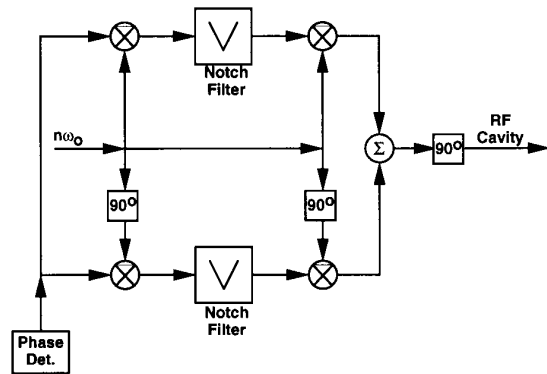 Notch
Filter
nω₀
RF
Cavity
Σ
90°
90°
90°
Notch
Filter
Phase
Det.